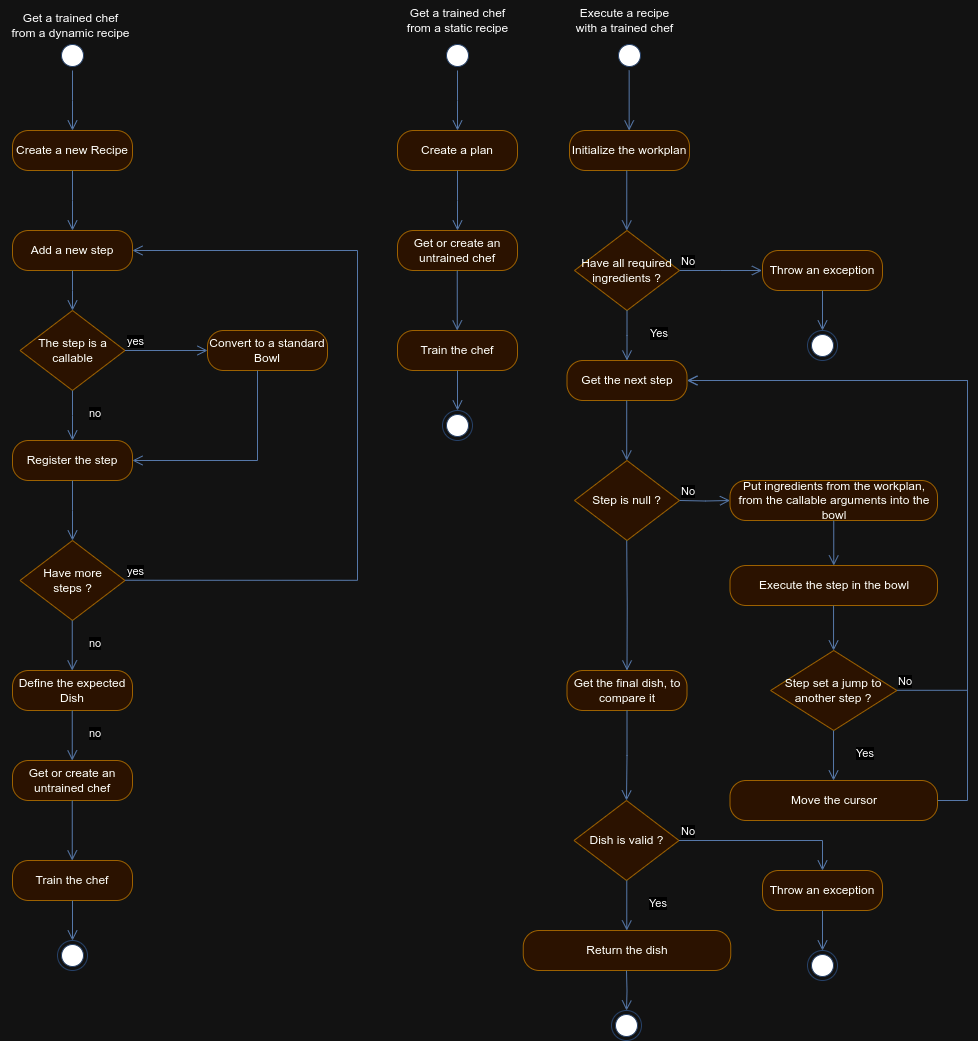 Get a trained chef
from a dynamic recipe
Create a new Recipe
Add a new step
The step is a
callable
yes
Convert to a standard
Bowl
no
Register the step
Have more
steps ?
yes
no
Define the expected
Dish
no
Get or create an
untrained chef
Train the chef
Get a trained chef
from a static recipe
Create a plan
Get or create an
untrained chef
Train the chef
Execute a recipe
with a trained chef
Initialize the workplan
Have all required
ingredients ?
No
Throw an exception
Yes
Get the next step
Step is null ?
No
Put ingredients from the workplan,
from the callable arguments into the
bowl
Execute the step in the bowl
Step set a jump to
another step ?
No
Yes
Move the cursor
Get the final dish, to
compare it
Dish is valid ?
No
Throw an exception
Yes
Return the dish